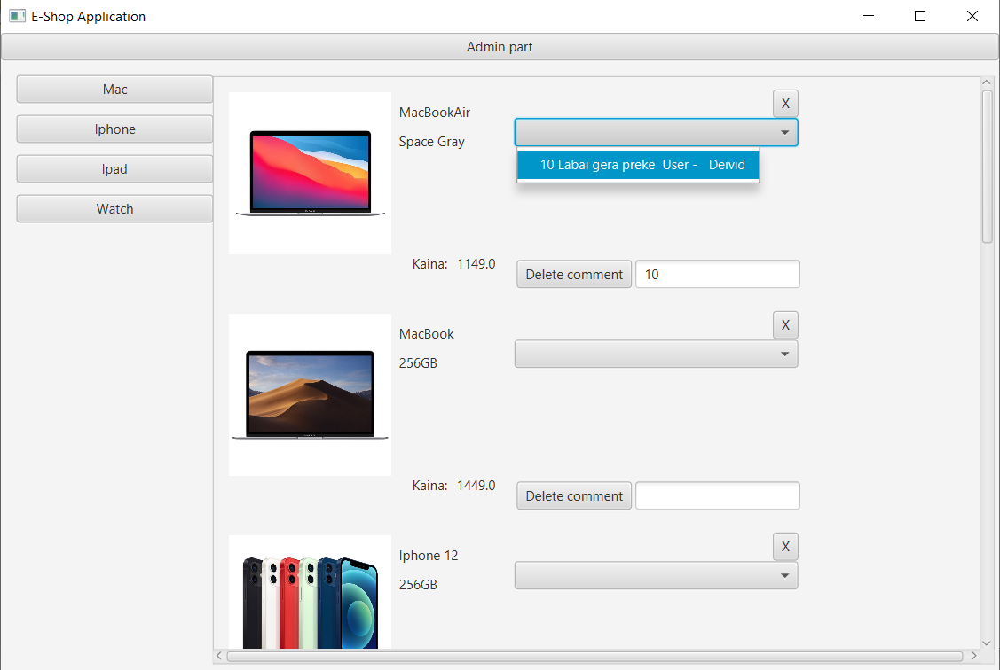 E-Shop Application
Admin part
Mac
Iphone
Ipad
Watch
X
MacBookAir
Space Gray
10 Labai gera preke User - Deivid
Kaina: 1149.0
Delete comment
10
X
MacBook
256GB
Kaina: 1449.0
Delete comment
X
Iphone 12
256GB